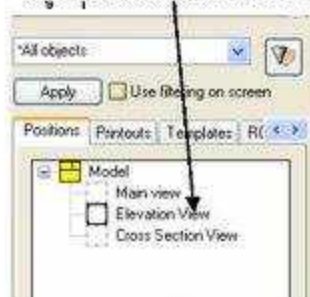 *All objects
Apply Use filtering on screen
Positions Printouts Templates
Model
Main view
Elevation View
Cross Section View